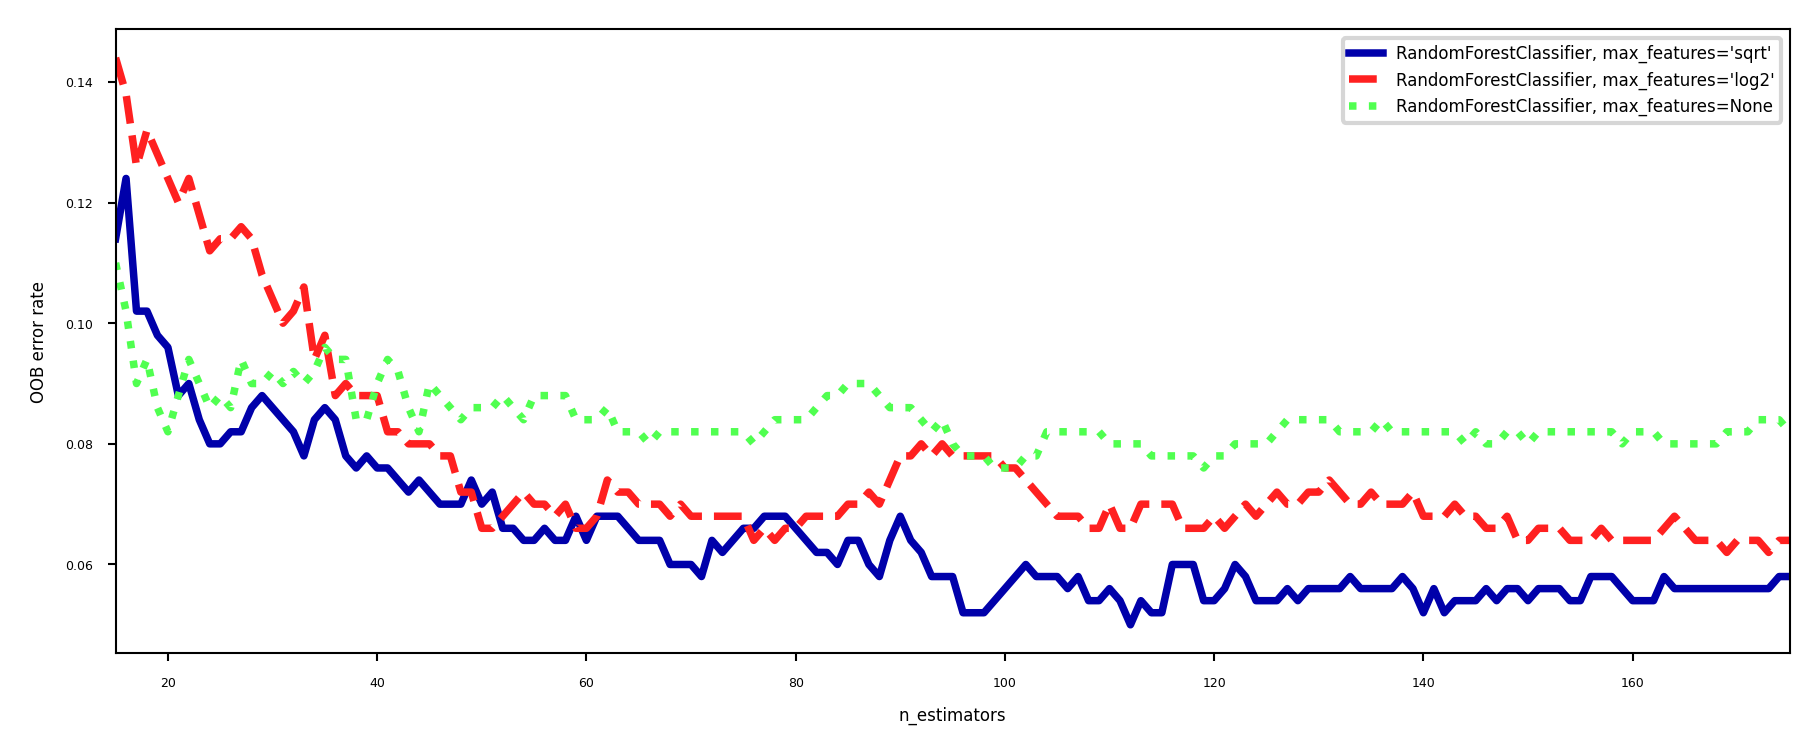 RandomForestClassifier, max_features='sqrt'
RandomForestClassifier, max_features='log2'
RandomForestClassifier, max_features=None
0.14
0.12
0.10
0.08
0.06
OOB error rate
20 40 60 80 100 120 140 160
n_estimators